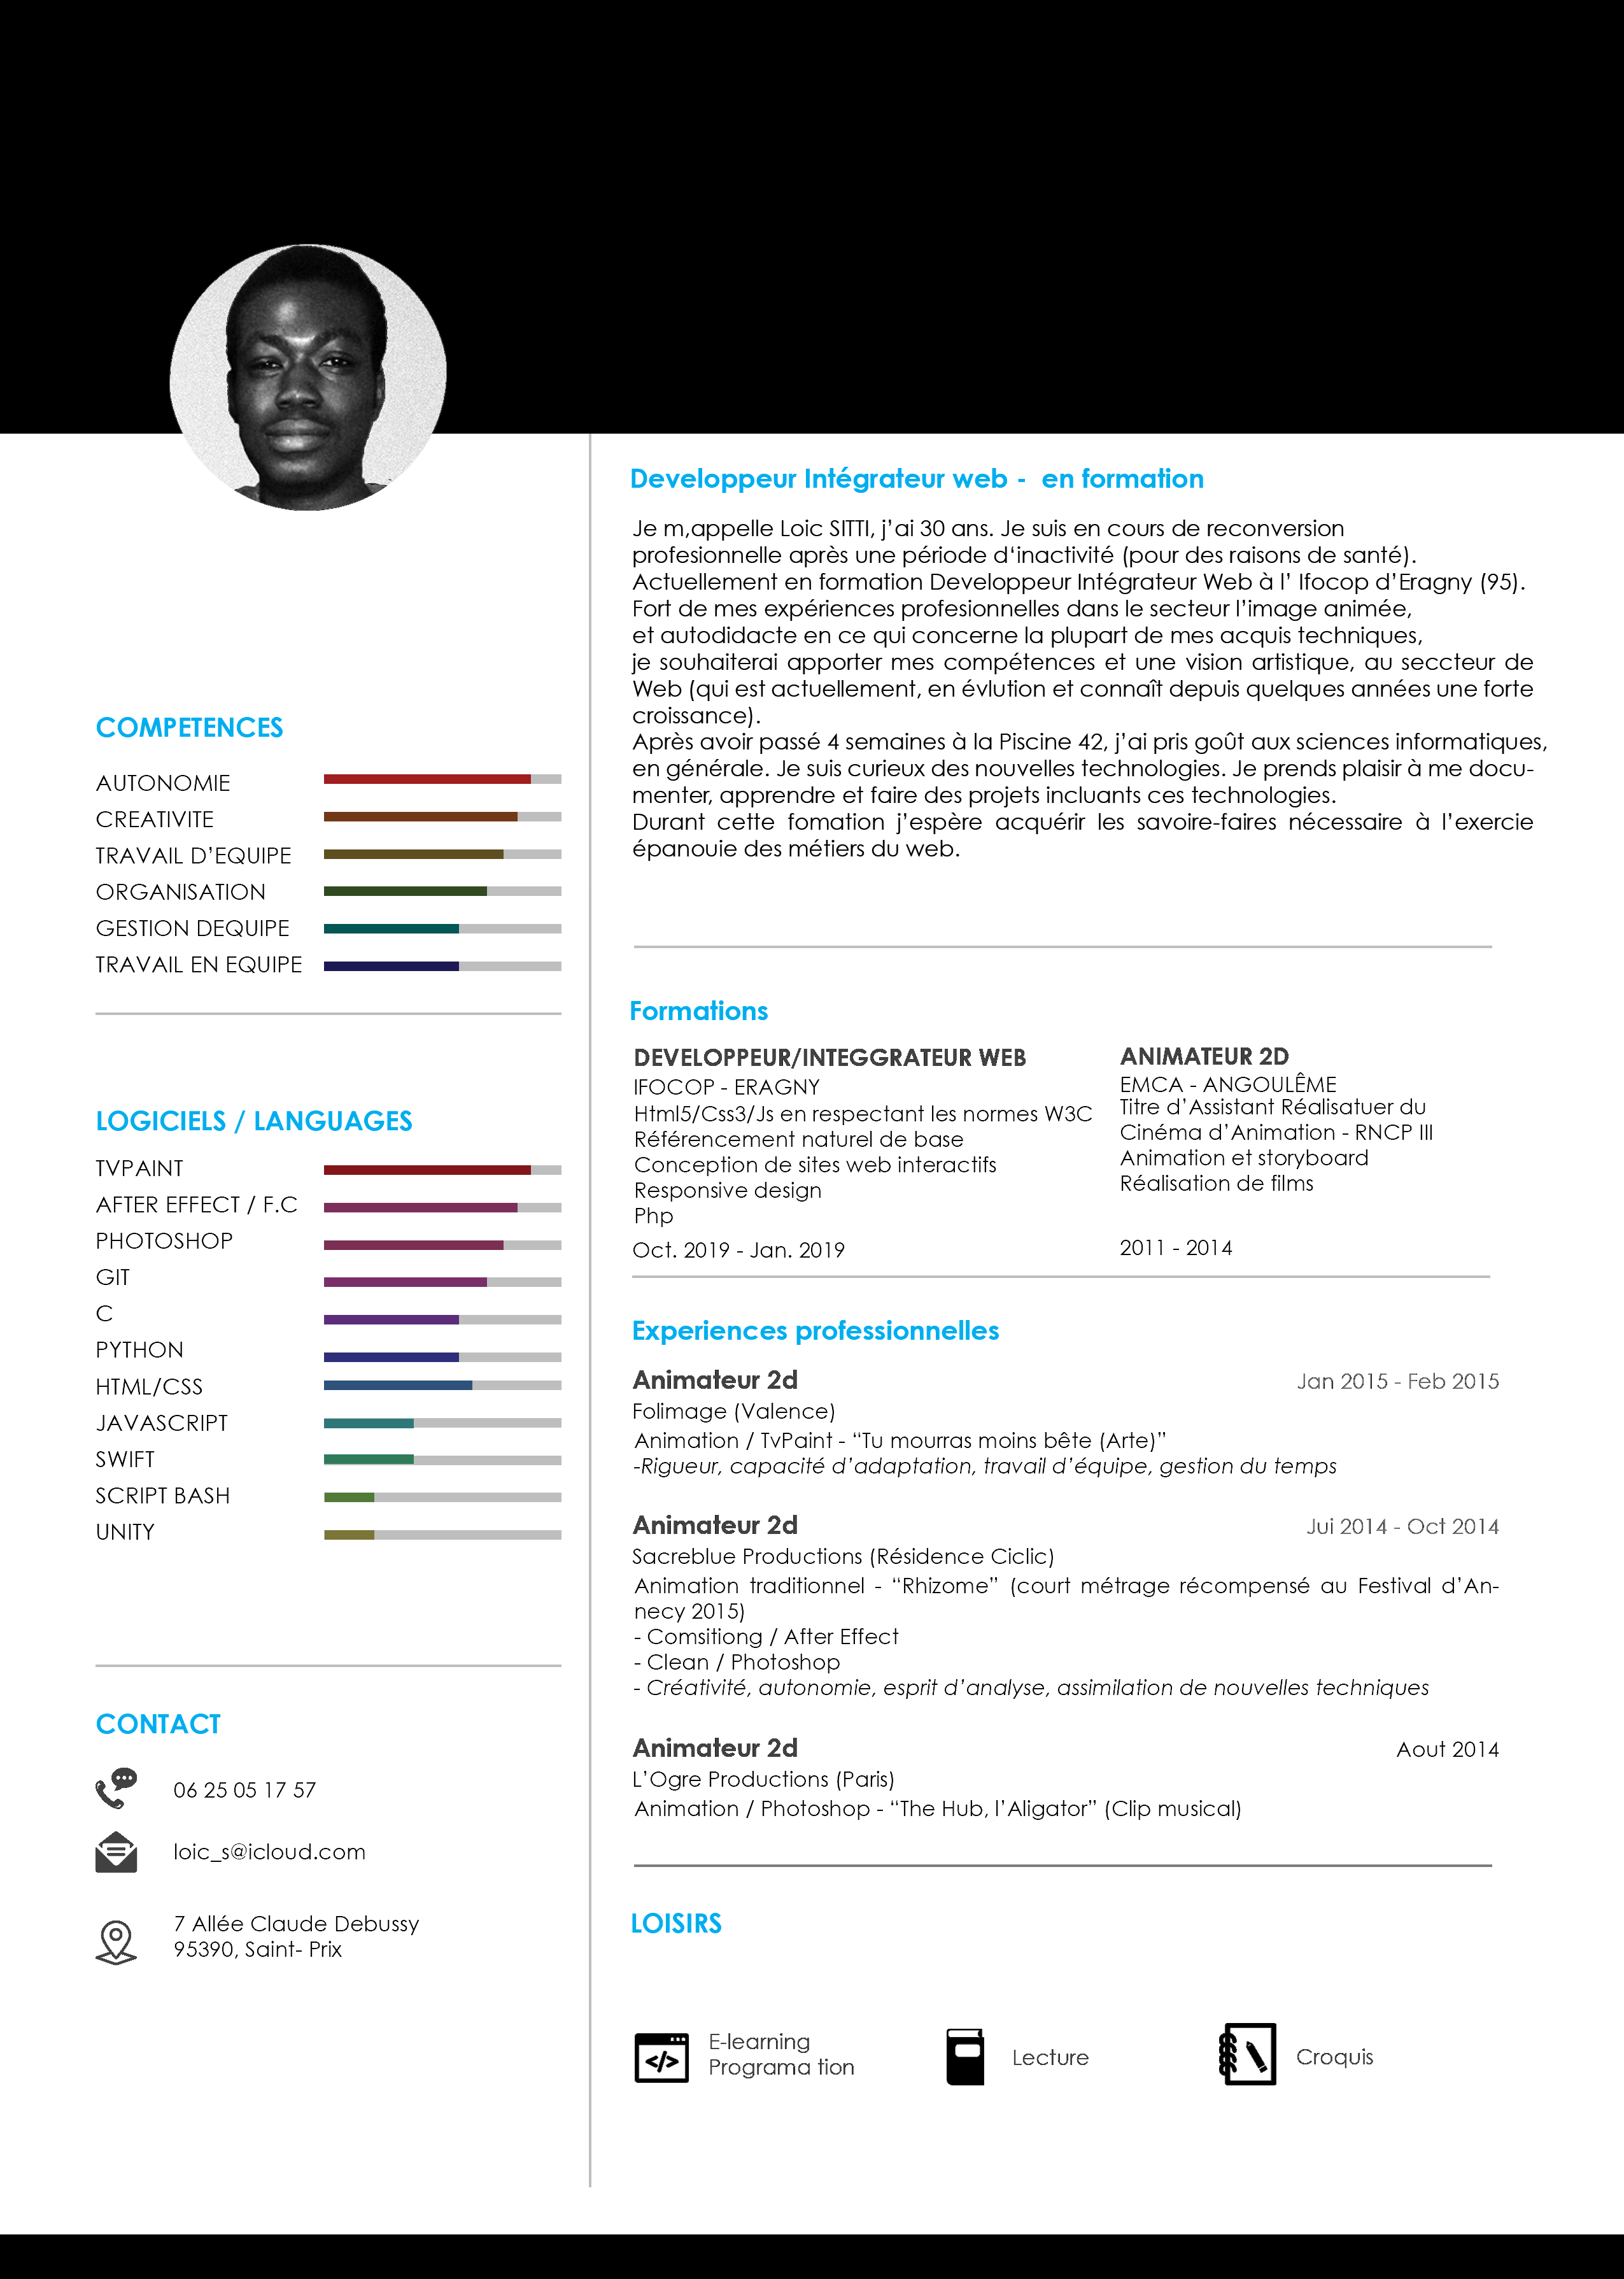 Developpeur Intégrateur web -  en formation
Je m,appelle Loic SITTI, j’ai 30 ans. Je suis en cours de reconversion
profesionnelle après une période d‘inactivité (pour des raisons de santé).
Actuellement en formation Developpeur Intégrateur Web à l’ Ifocop d’Eragny (95).
Fort de mes expériences profesionnelles dans le secteur l’image animée,
et autodidacte en ce qui concerne la plupart de mes acquis techniques,
je souhaiterai apporter mes compétences et une vision artistique, au seccteur de
Web (qui est actuellement, en évlution et connaît depuis quelques années une forte
croissance).
Après avoir passé 4 semaines à la Piscine 42, j’ai pris goût aux sciences informatiques,
en générale. Je suis curieux des nouvelles technologies. Je prends plaisir à me docu-
menter, apprendre et faire des projets incluants ces technologies.
Durant cette fomation j’espère acquérir les savoire-faires nécessaire à l’exercie
épanouie des métiers du web.
COMPETENCES
AUTONOMIE
CREATIVITE
TRAVAIL D’EQUIPE
ORGANISATION
GESTION DEQUIPE
TRAVAIL EN EQUIPE
LOGICIELS / LANGUAGES
TVPAINT
AFTER EFFECT / F.C
PHOTOSHOP
GIT
C
PYTHON
HTML/CSS
JAVASCRIPT
SWIFT
SCRIPT BASH
UNITY
CONTACT
06 25 05 17 57
loic_s@icloud.com
7 Allée Claude Debussy
95390, Saint- Prix
Formations
DEVELOPPEUR/INTEGGRATEUR WEB
IFOCOP - ERAGNY
Html5/Css3/Js en respectant les normes W3C
Référencement naturel de base
Conception de sites web interactifs
Responsive design
Php
Oct. 2019 - Jan. 2019
ANIMATEUR 2D
EMCA - ANGOULÊME
Titre d’Assistant Réalisatuer du
Cinéma d’Animation - RNCP III
Animation et storyboard
Réalisation de films
2011 - 2014
Experiences professionnelles
Animateur 2d Jan 2015 - Feb 2015
Folimage (Valence)
Animation / TvPaint - “Tu mourras moins bête (Arte)”
-Rigueur, capacité d’adaptation, travail d’équipe, gestion du temps
Animateur 2d Jui 2014 - Oct 2014
Sacreblue Productions (Résidence Ciclic)
Animation traditionnel - “Rhizome” (court métrage récompensé au Festival d’An-
necy 2015)
- Comsitiong / After Effect
- Clean / Photoshop
- Créativité, autonomie, esprit d’analyse, assimilation de nouvelles techniques
Animateur 2d Aout 2014
L’Ogre Productions (Paris)
Animation / Photoshop - “The Hub, l’Aligator” (Clip musical)
LOISIRS
E-learning
Programa tion
Lecture
Croquis